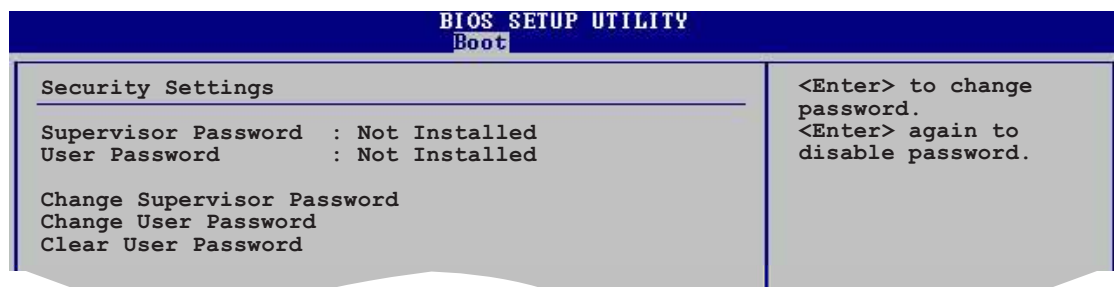 BIOS SETUP UTILITY
Boot
Security Settings
Supervisor Password : Not Installed
User Password : Not Installed
Change Supervisor Password
Change User Password
Clear User Password
<Enter> to change
password.
<Enter> again to
disable password.